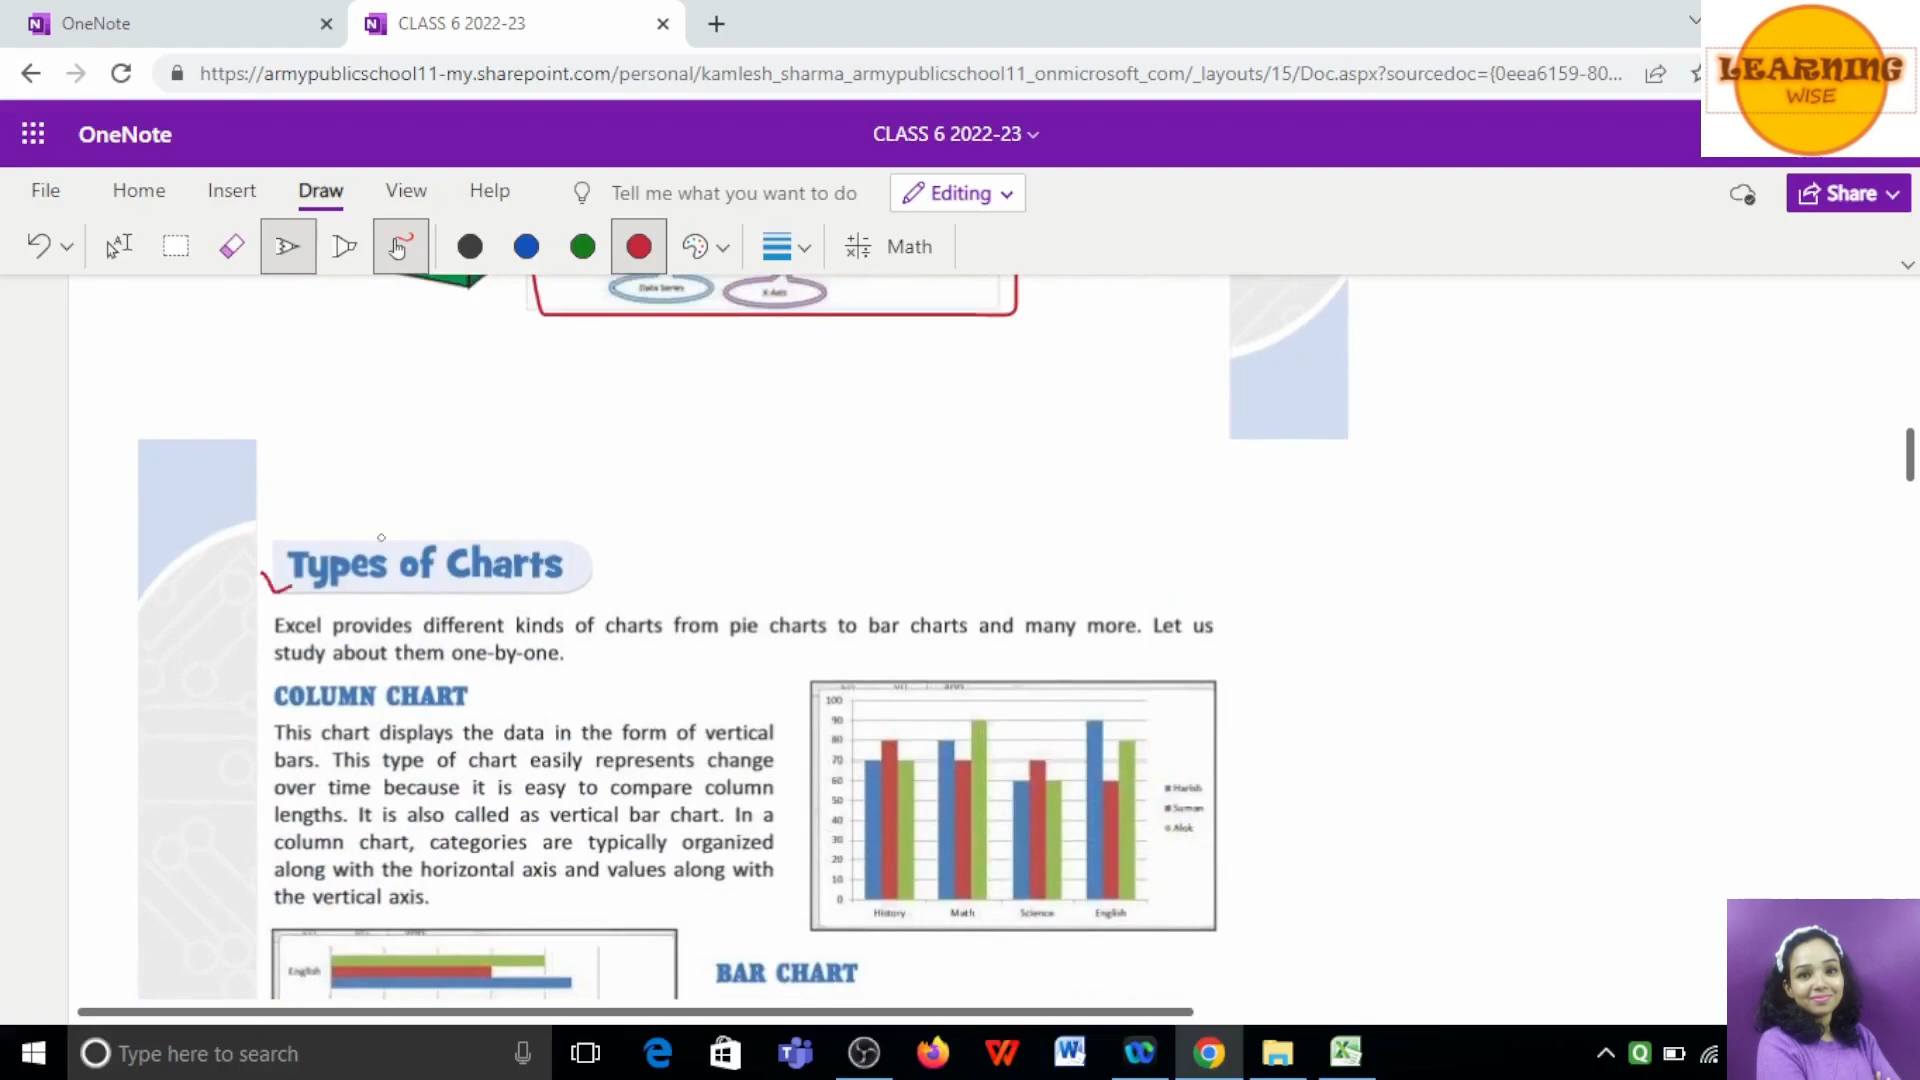 OneNote
CLASS 6 2022-23
https://armypublicschool11-my.sharepoint.com/personal/kamlesh_sharma_armypublicschool11_onmicrosoft_com/_layouts/15/Doc.aspx?sourcedoc={0eea6159-80...
LEARNING
WISE
OneNote
CLASS 6 2022-23
File Home Insert Draw View Help Tell me what you want to do Editing Share
Math
Data Series X Axis
Types of Charts
Excel provides different kinds of charts from pie charts to bar charts and many more. Let us
study about them one-by-one.
COLUMN CHART
This chart displays the data in the form of vertical
bars. This type of chart easily represents change
over time because it is easy to compare column
lengths. It is also called as vertical bar chart. In a
column chart, categories are typically organized
along with the horizontal axis and values along with
the vertical axis.
100
90
80
70
60
50
40
30
20
10
0
History Math Science English
Harish
Suman
Alok
English
BAR CHART
Type here to search